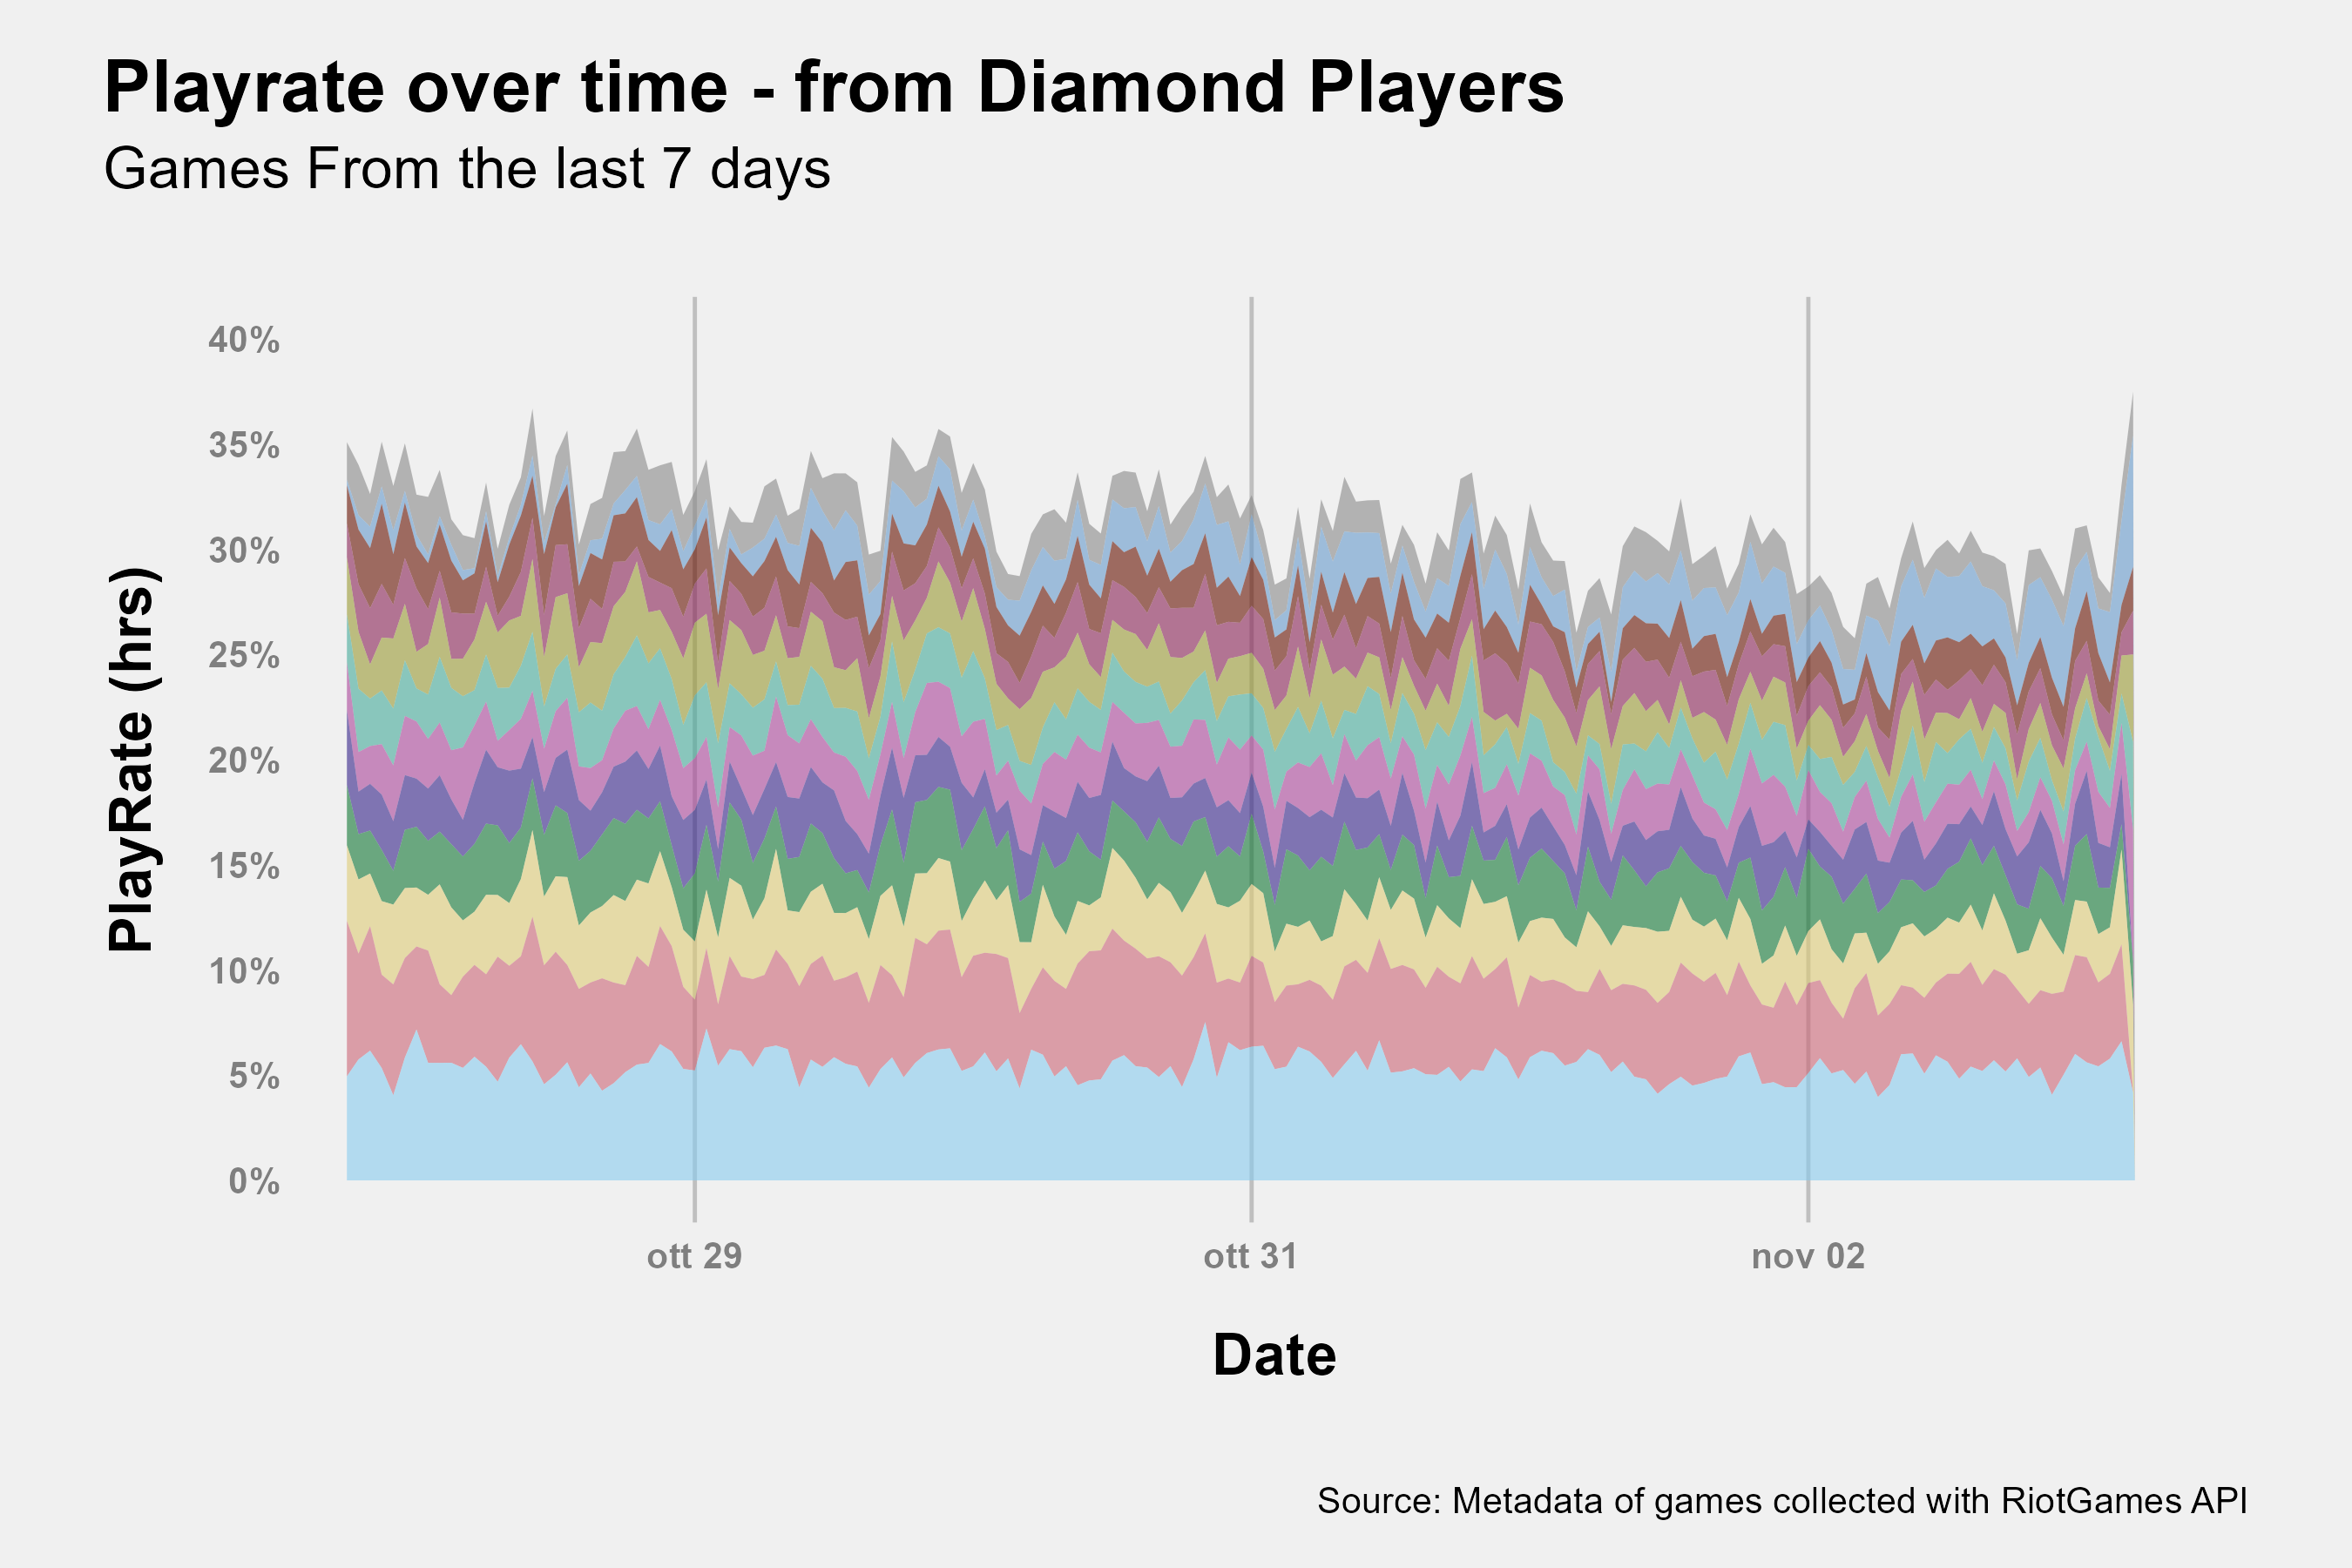 Playrate over time - from Diamond Players
Games From the last 7 days
PlayRate (hrs)
40%
35%
30%
25%
20%
15%
10%
5%
0%
ott 29
ott 31
nov 02
Date
Source: Metadata of games collected with RiotGames API